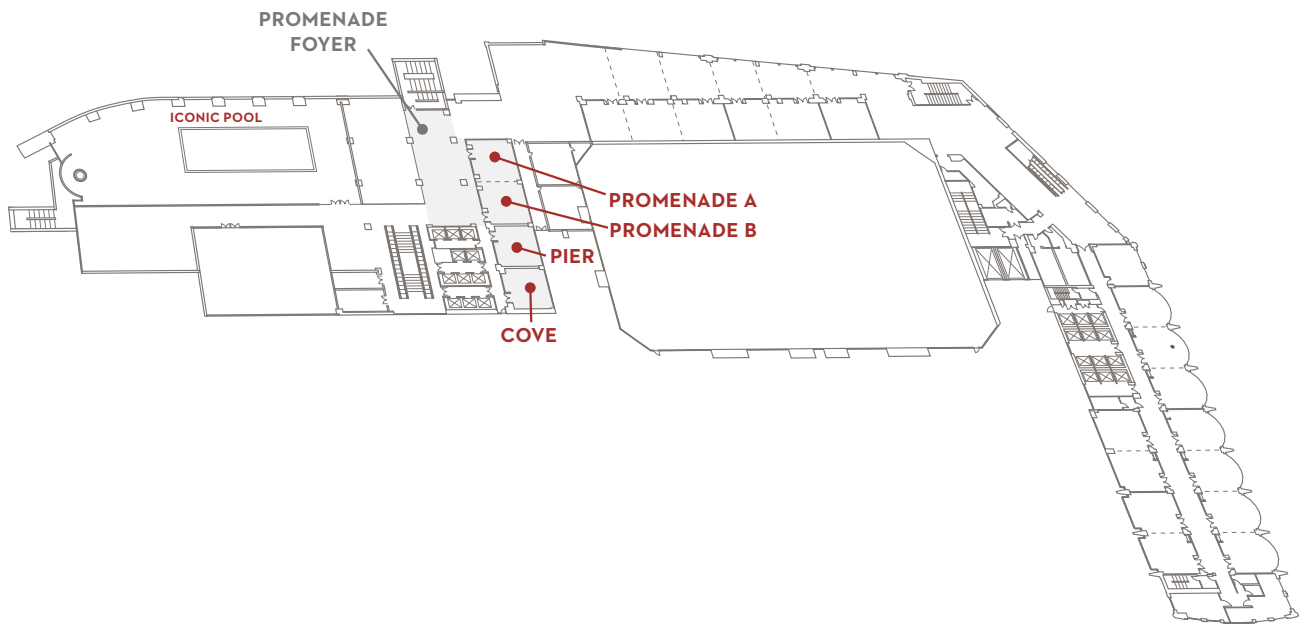 PROMENADE
FOYER
ICONIC POOL
PROMENADE A
PROMENADE B
PIER
COVE